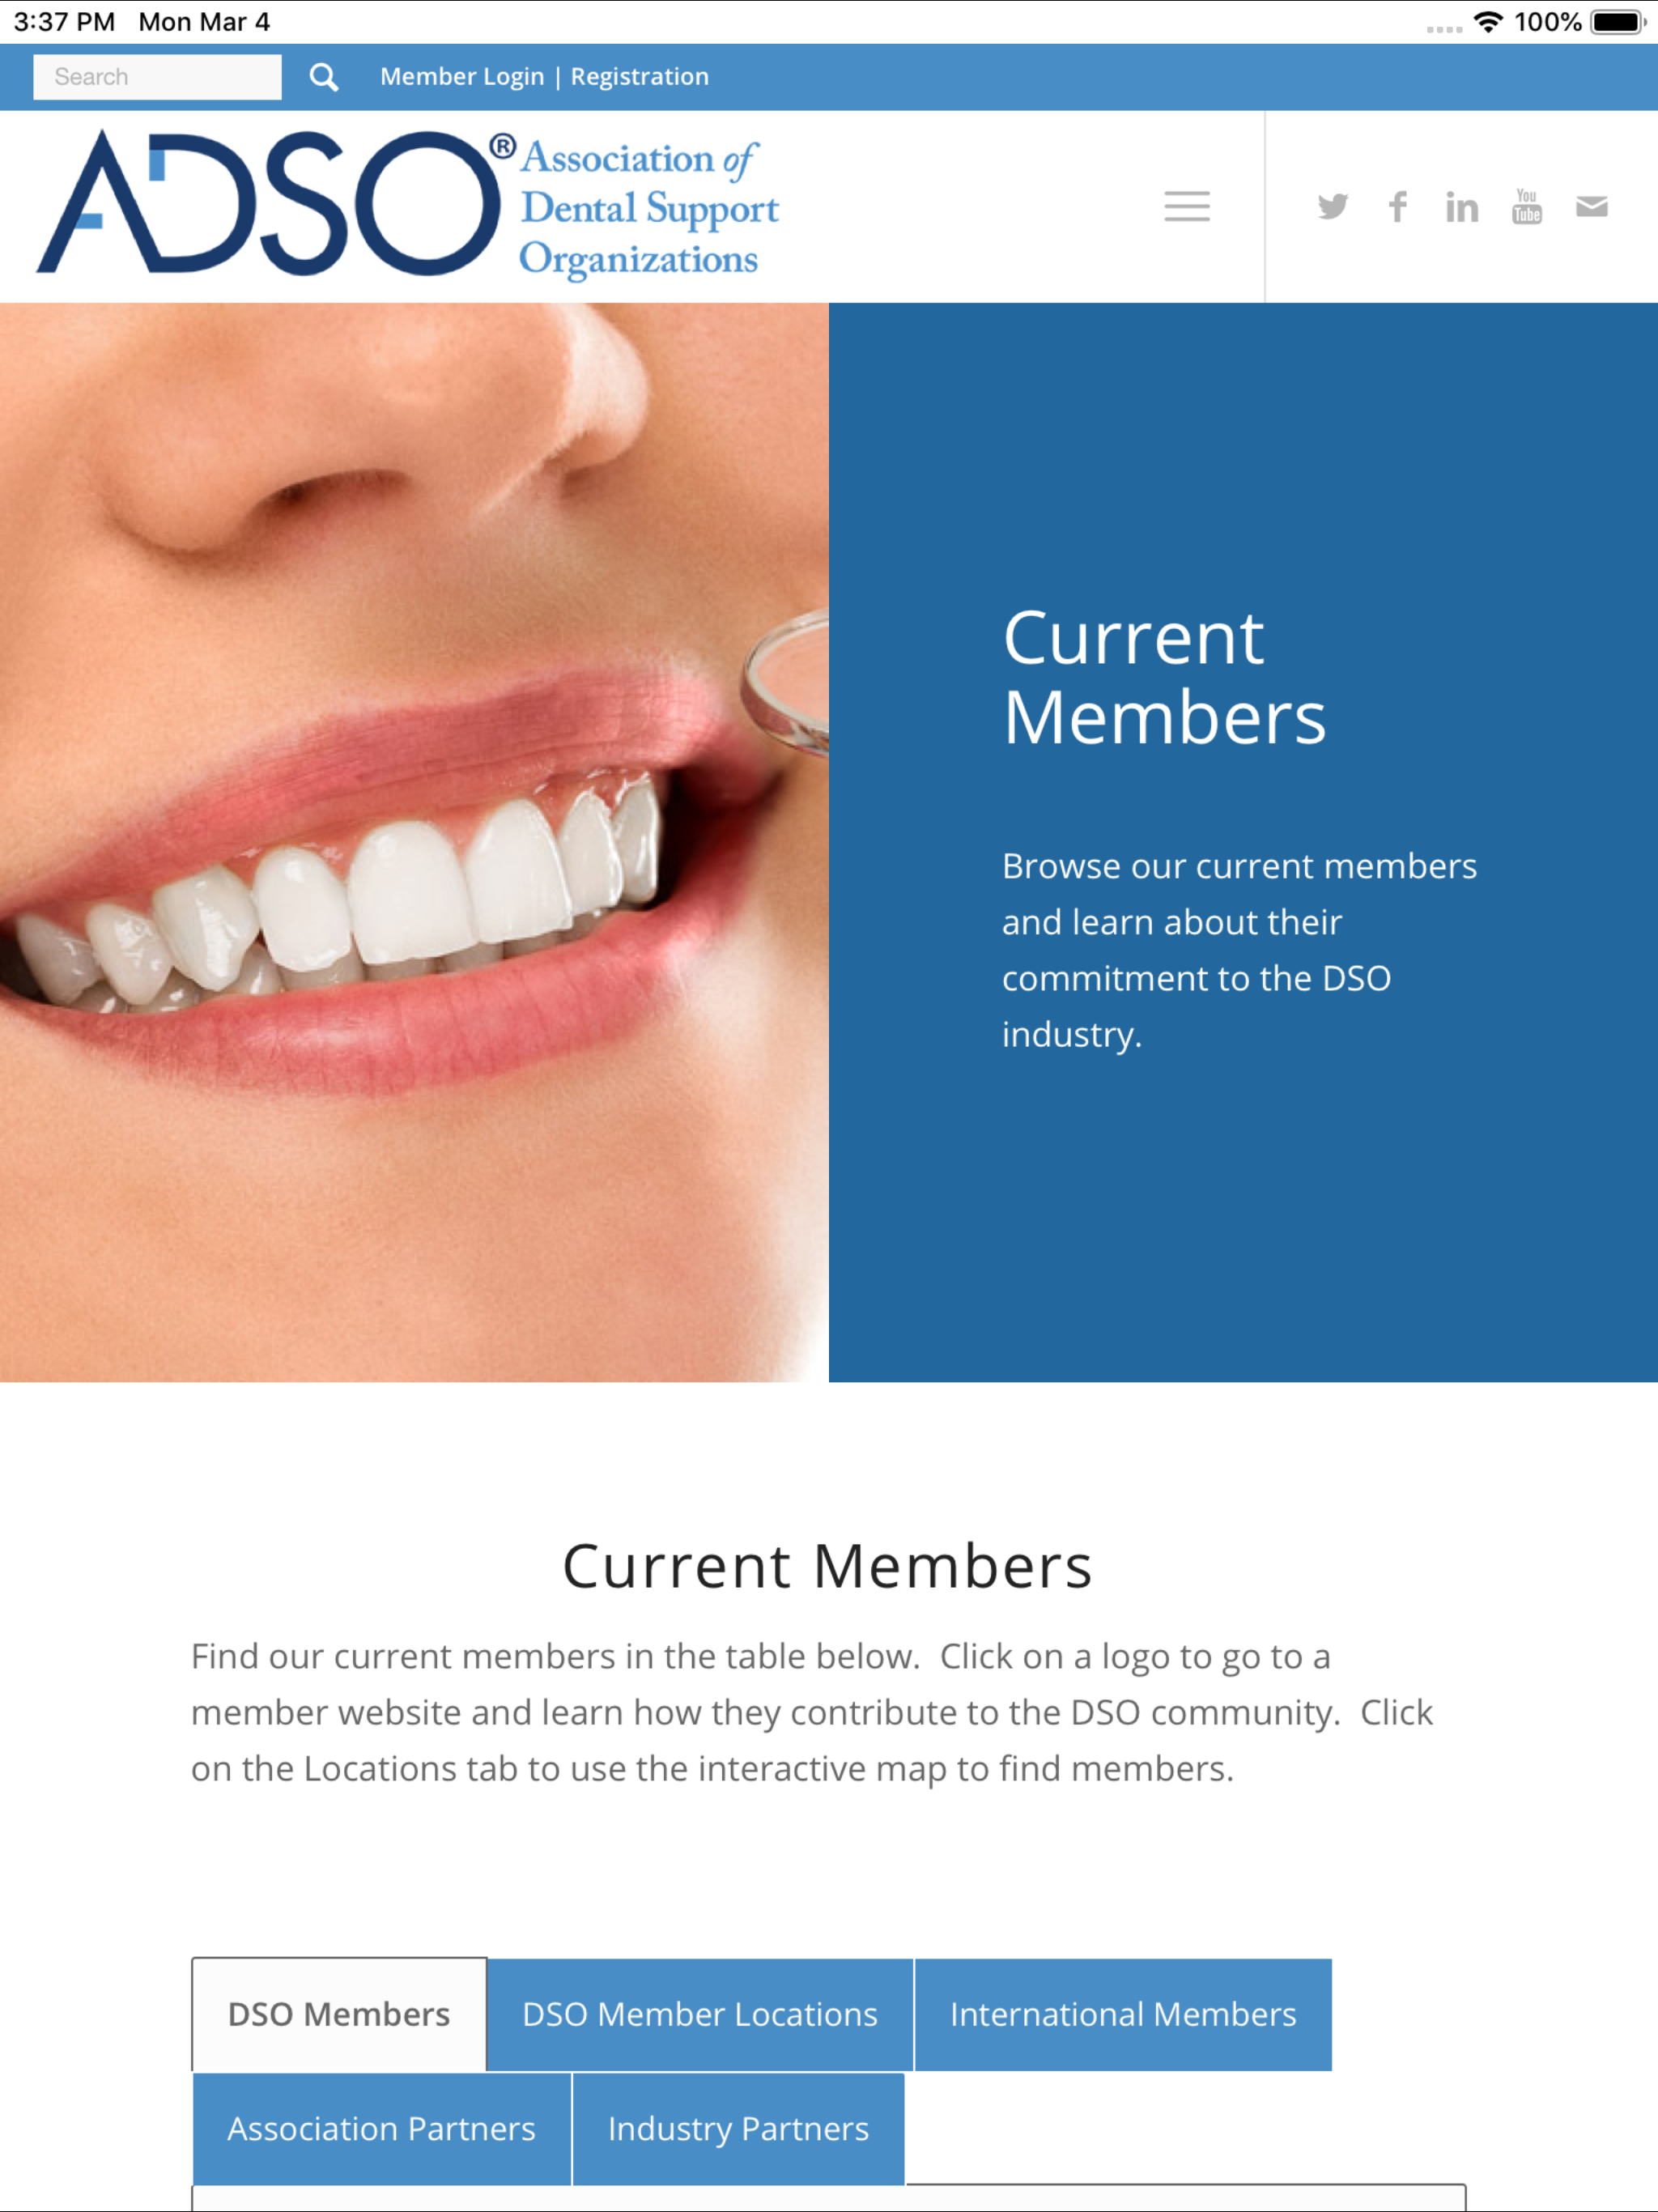 3:37 PM Mon Mar 4 100%
Search Member Login | Registration
ADSO® Association of
Dental Support
Organizations
You
Tube
Current
Members
Browse our current members
and learn about their
commitment to the DSO
industry.
Current Members
Find our current members in the table below. Click on a logo to go to a
member website and learn how they contribute to the DSO community. Click
on the Locations tab to use the interactive map to find members.
DSO Members DSO Member Locations International Members
Association Partners Industry Partners